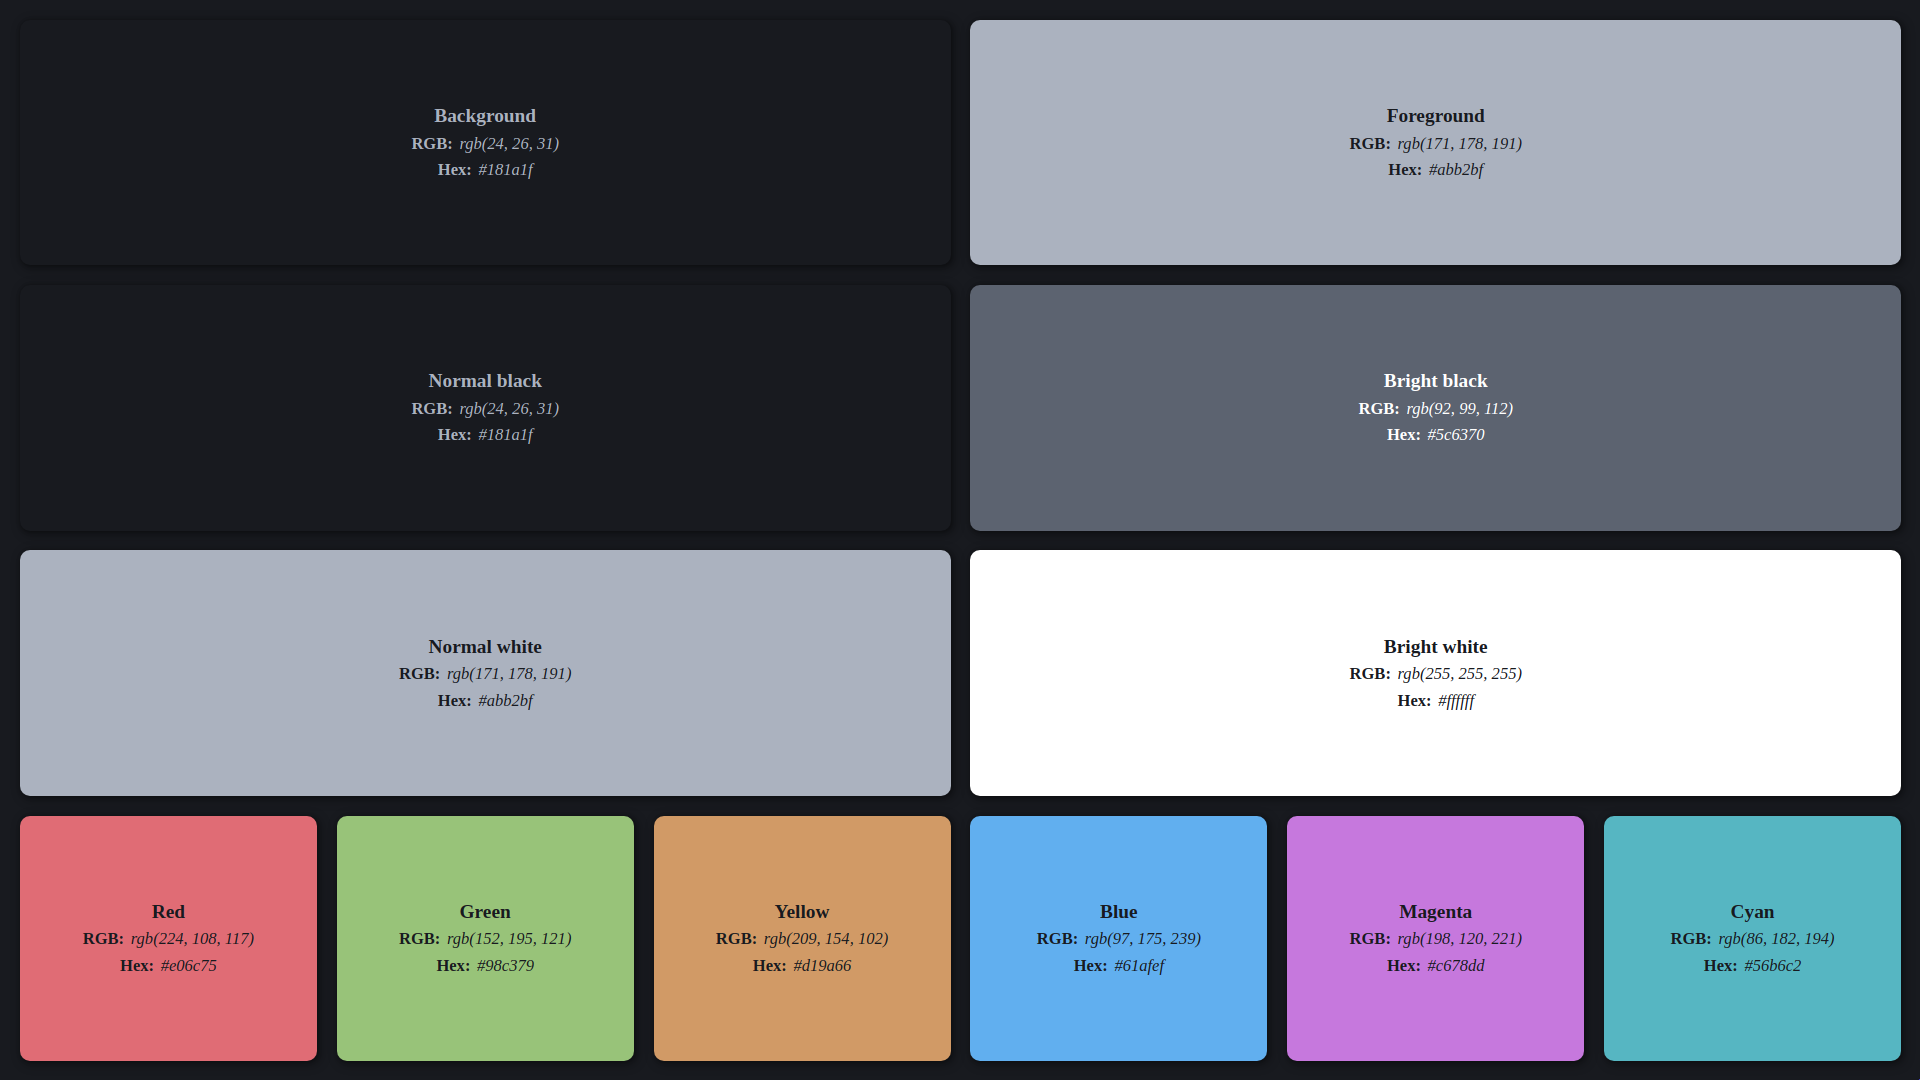 Background
RGB: rgb(24, 26, 31)
Hex: #181a1f
Foreground
RGB: rgb(171, 178, 191)
Hex: #abb2bf
Normal black
RGB: rgb(24, 26, 31)
Hex: #181a1f
Bright black
RGB: rgb(92, 99, 112)
Hex: #5c6370
Normal white
RGB: rgb(171, 178, 191)
Hex: #abb2bf
Bright white
RGB: rgb(255, 255, 255)
Hex: #ffffff
Red
RGB: rgb(224, 108, 117)
Hex: #e06c75
Green
RGB: rgb(152, 195, 121)
Hex: #98c379
Yellow
RGB: rgb(209, 154, 102)
Hex: #d19a66
Blue
RGB: rgb(97, 175, 239)
Hex: #61afef
Magenta
RGB: rgb(198, 120, 221)
Hex: #c678dd
Cyan
RGB: rgb(86, 182, 194)
Hex: #56b6c2